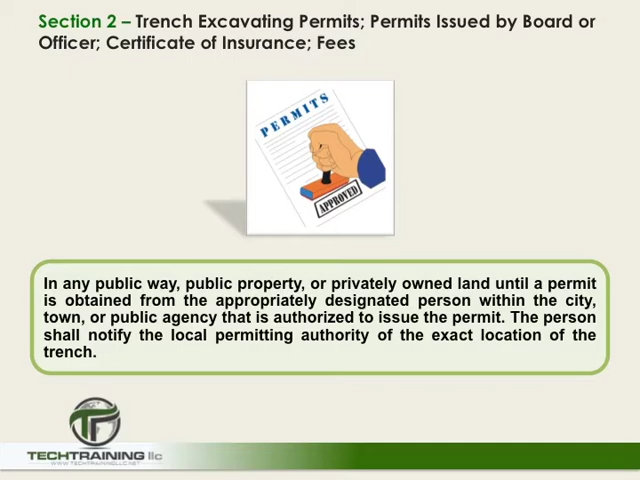 Section 2 – Trench Excavating Permits; Permits Issued by Board or
Officer; Certificate of Insurance; Fees
PERMITS
APPROVED
In any public way, public property, or privately owned land until a permit
is obtained from the appropriately designated person within the city,
town, or public agency that is authorized to issue the permit. The person
shall notify the local permitting authority of the exact location of the
trench.
TECHTRAINING llc
WWW.TECHTRAININGLLC.NET